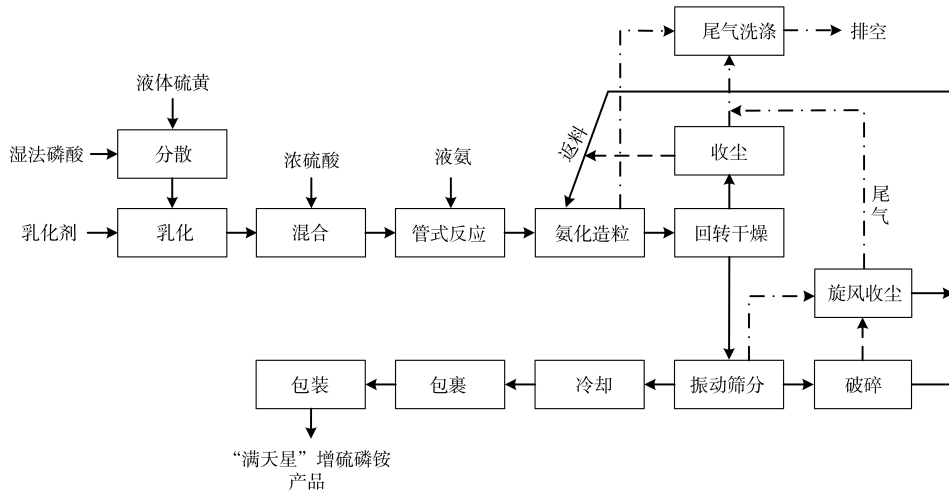 尾气洗涤
排空
液体硫黄
湿法磷酸
分散
浓硫酸
液氨
返料
收尘
尾
气
乳化剂
乳化
混合
管式反应
氨化造粒
回转干燥
旋风收尘
包装
包裹
冷却
振动筛分
破碎
“满天星”增硫磷铵
产品